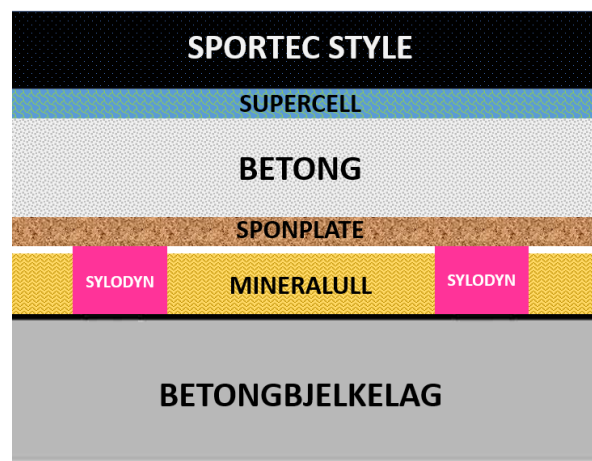 SPORTEC STYLE
SUPERCELL
BETONG
SPONPLATE
SYLODYN
MINERALULL
SYLODYN
BETONGBJELKELAG